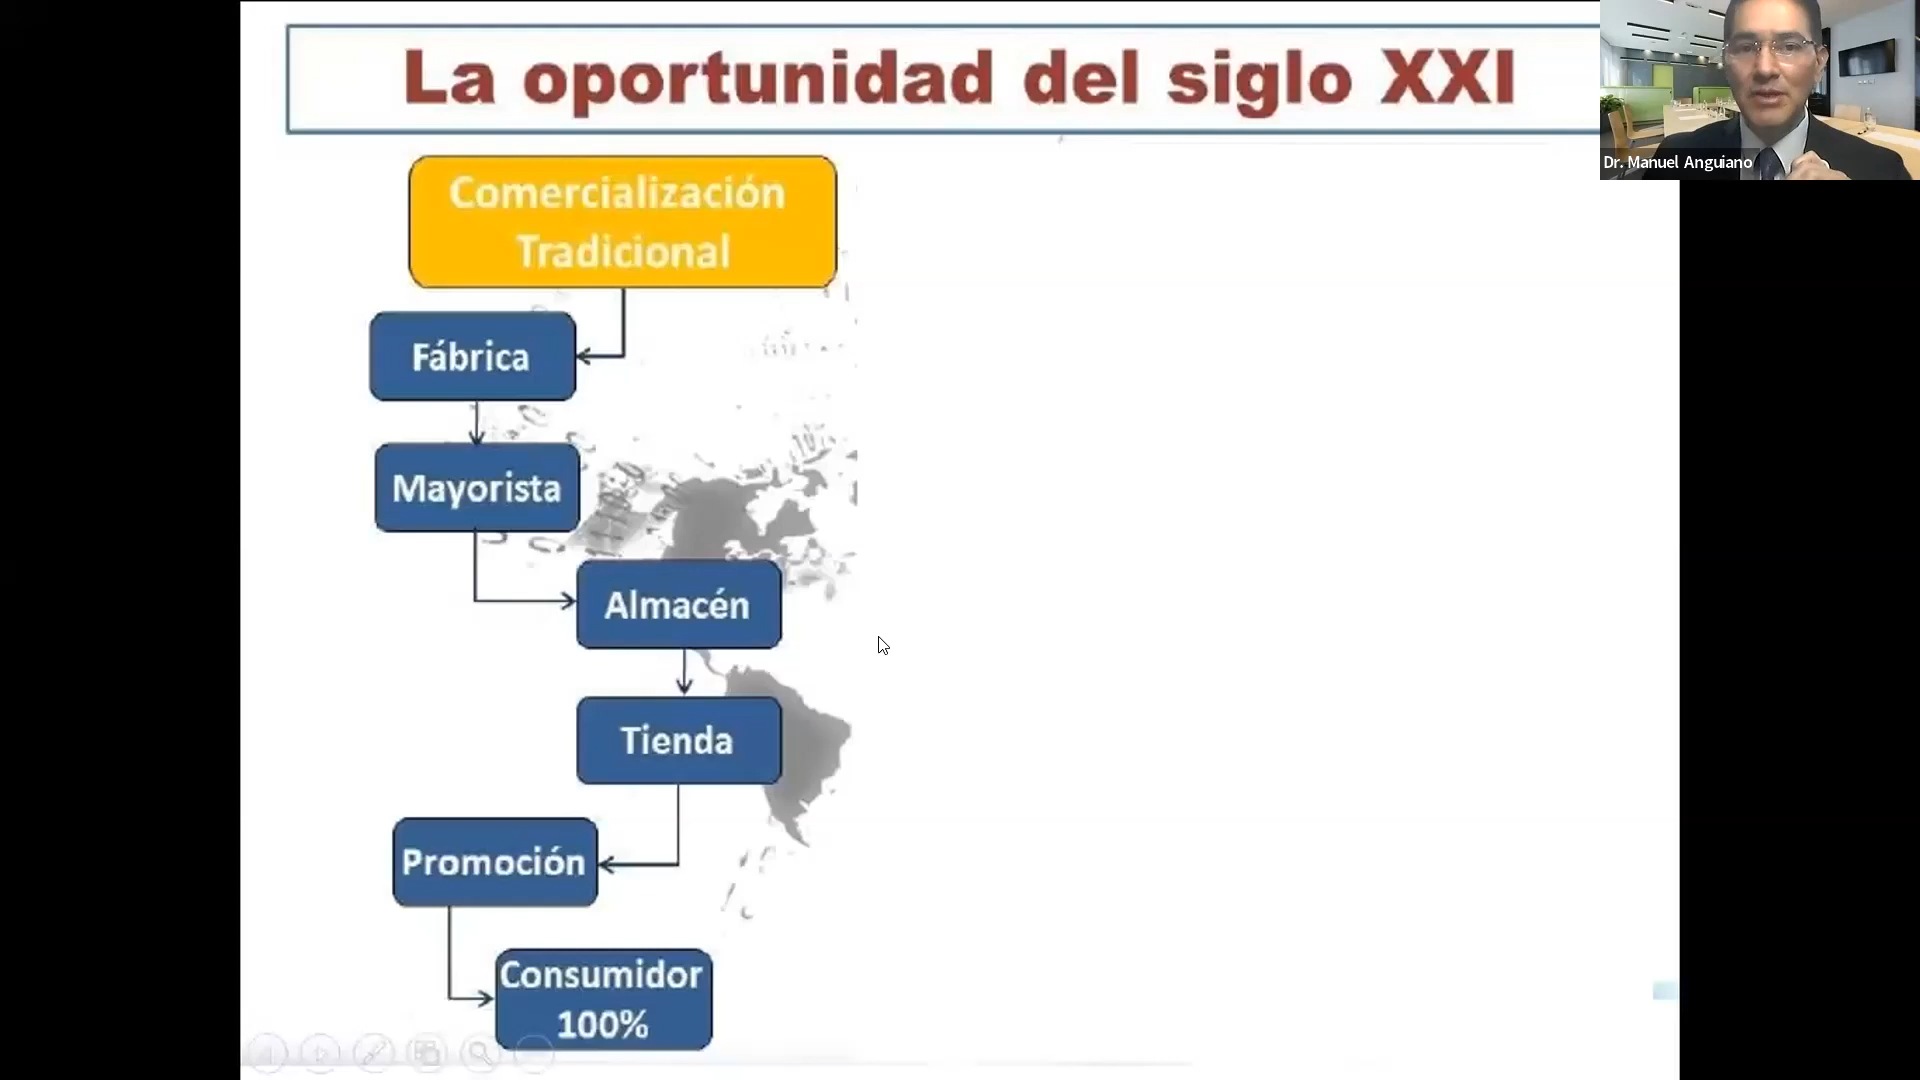 La oportunidad del siglo XXI
Dr. Manuel Anguiano
Comercialización
Tradicional
Fábrica
Mayorista
Almacén
Tienda
Promoción
Consumidor
100%